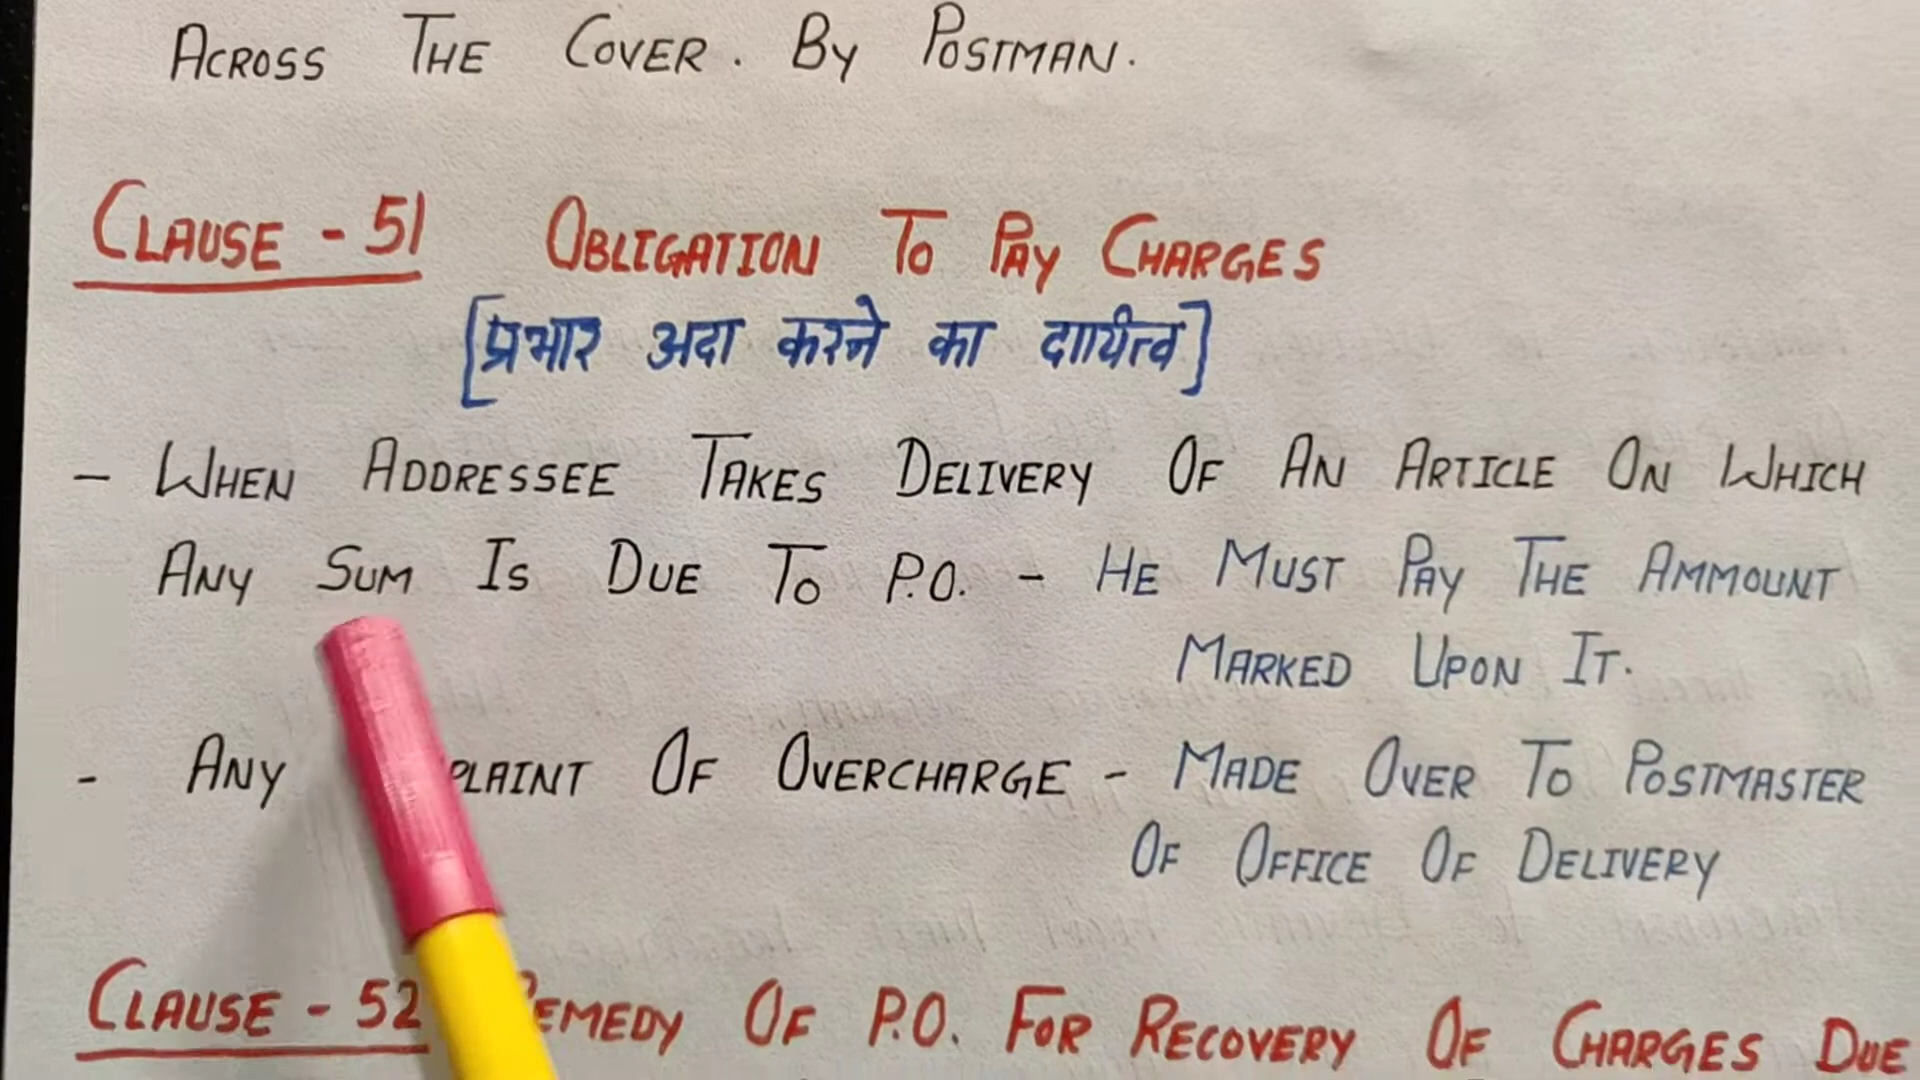 ACROSS THE COVER. BY POSTMAN.
CLAUSE - 51 OBLIGATION TO PAY CHARGES
[प्रभार अदा करने का दायित्व]
- WHEN ADDRESSEE TAKES DELIVERY OF AN ARTICLE ON WHICH
ANY SUM IS DUE TO P.O. - HE MUST PAY THE AMMOUNT
MARKED UPON IT.
- ANY PLAINT OF OVERCHARGE - MADE OVER TO POSTMASTER
OF OFFICE OF DELIVERY
CLAUSE - 52 REMEDY OF P.O. FOR RECOVERY OF CHARGES DUE